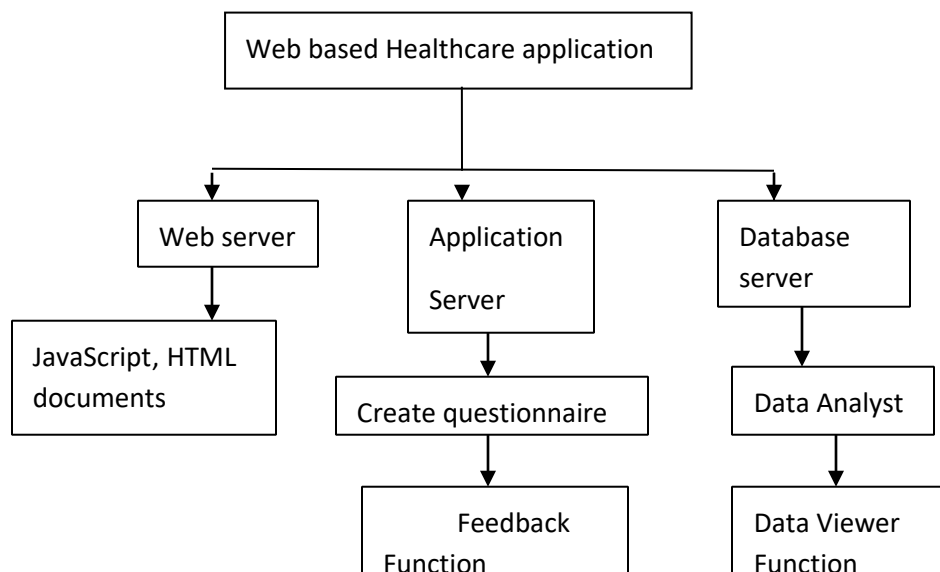 Web based Healthcare application
Web server
Application
Server
Database
server
JavaScript, HTML
documents
Create questionnaire
Data Analyst
Feedback
Function
Data Viewer
Function